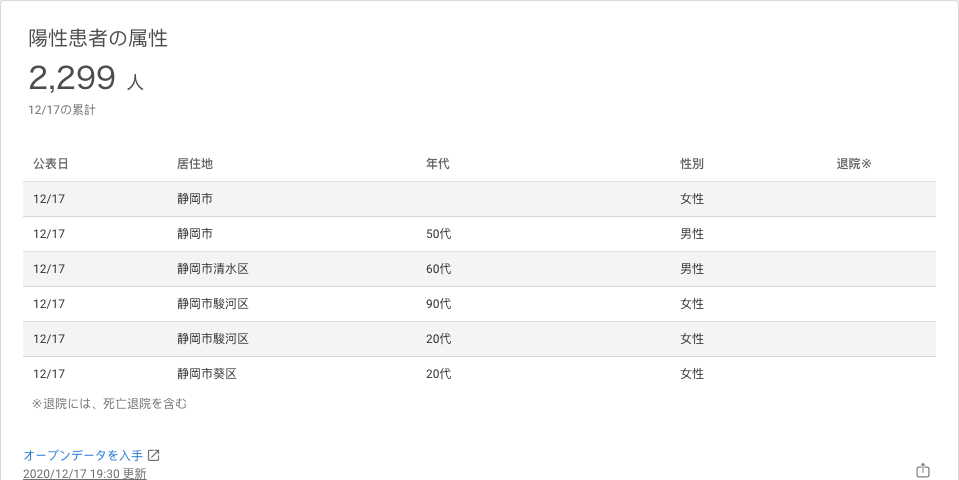 陽性患者の属性
2,299 人
12/17の累計
公表日 居住地 年代 性別 退院※
12/17 静岡市 女性
12/17 静岡市 50代 男性
12/17 静岡市清水区 60代 男性
12/17 静岡市駿河区 90代 女性
12/17 静岡市駿河区 20代 女性
12/17 静岡市葵区 20代 女性
※退院には、死亡退院を含む
オープンデータを入手
2020/12/17 19:30 更新